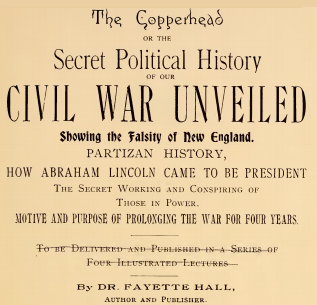 The Copperhead
OR THE
Secret Political History
OF OUR
CIVIL WAR UNVEILED
Showing the Falsity of New England.
PARTIZAN HISTORY,
HOW ABRAHAM LINCOLN CAME TO BE PRESIDENT
THE SECRET WORKING AND CONSPIRING OF
THOSE IN POWER.
MOTIVE AND PURPOSE OF PROLONGING THE WAR FOR FOUR YEARS.
TO BE DELIVERED AND PUBLISHED IN A SERIES OF
FOUR ILLUSTRATED LECTURES
BY DR. FAYETTE HALL,
AUTHOR AND PUBLISHER.